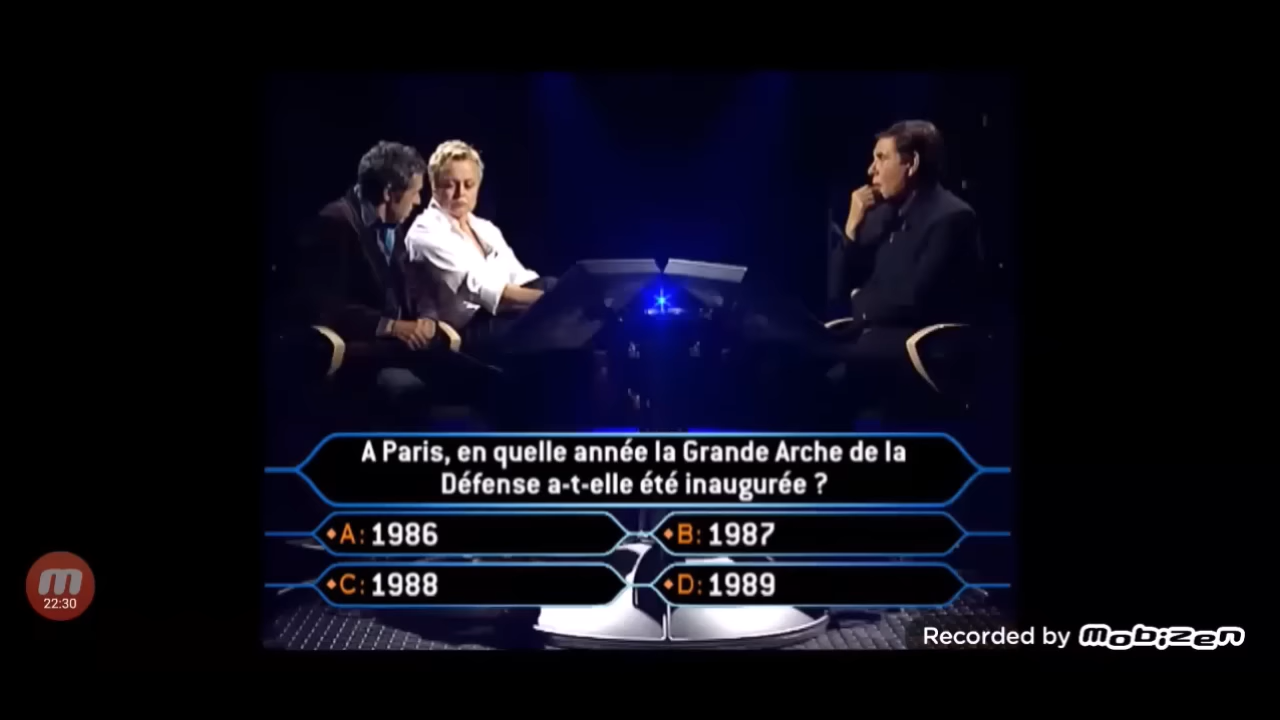 A Paris, en quelle année la Grande Arche de la
Défense a-t-elle été inaugurée ?
A: 1986
B: 1987
C: 1988
D: 1989
22:30
Recorded by Mobizen